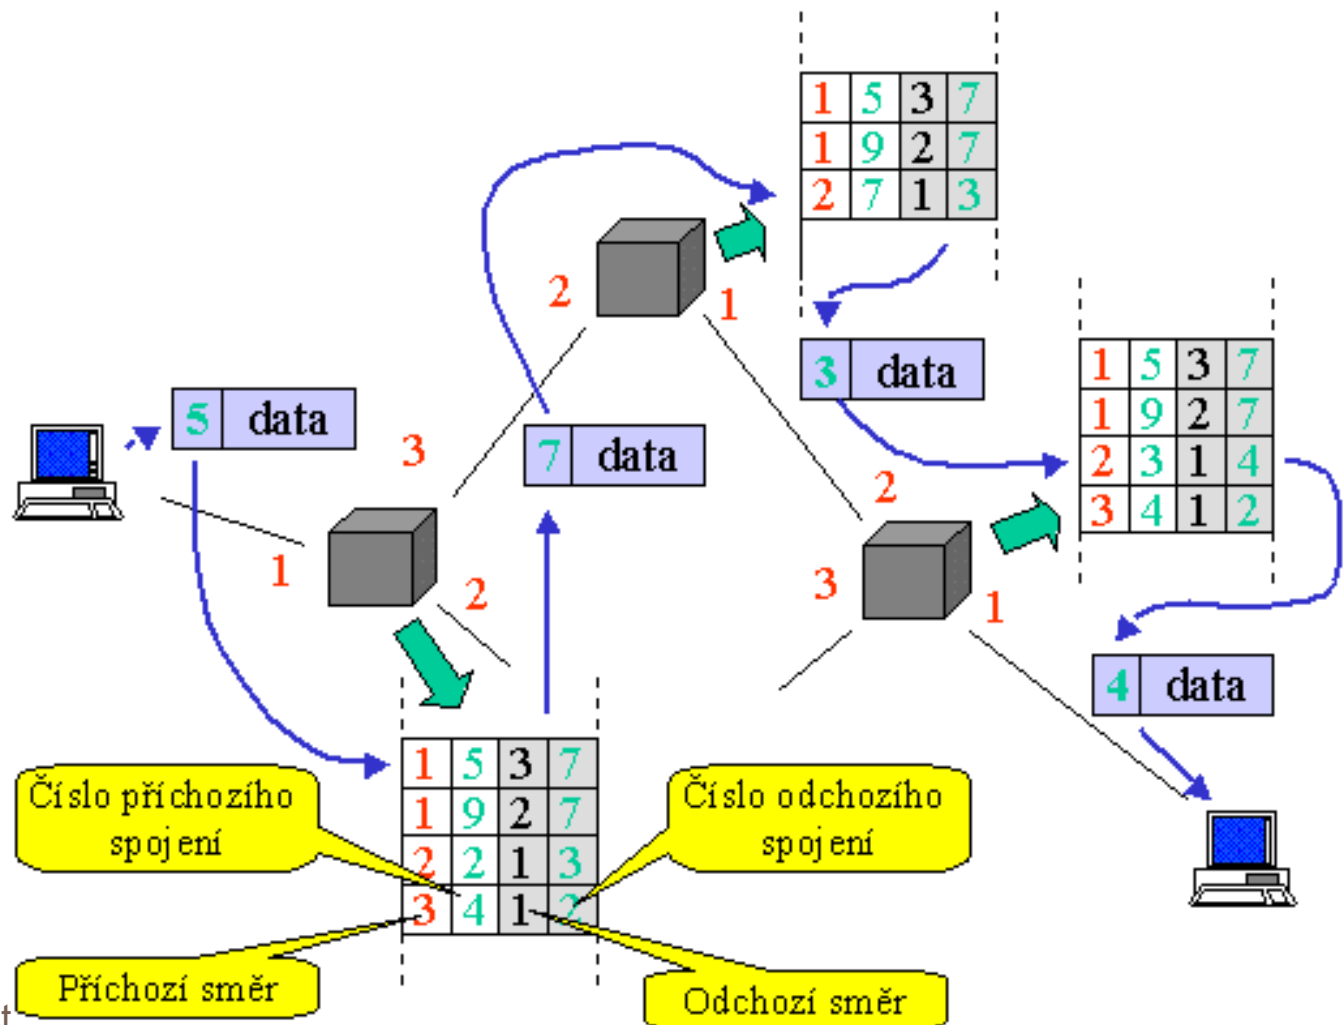 1 5 3 7
1 9 2 7
2 7 1 3
2
1
3 data
1 5 3 7
1 9 2 7
2 3 1 4
3 4 1 2
5 data
3
7 data
2
1
2
3
1
4 data
1 5 3 7
1 9 2 7
2 2 1 3
3 4 1 2
Číslo příchozího
spojení
Číslo odchozího
spojení
Příchozí směr
Odchozí směr
t